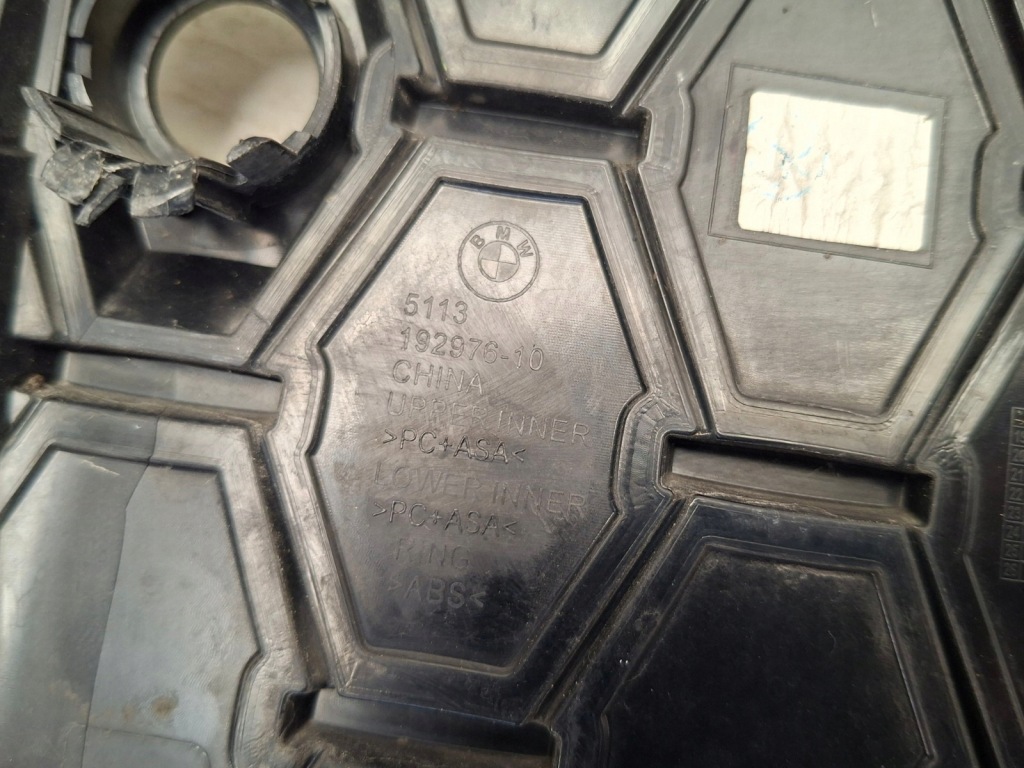 BMW
5113
192976-10
CHINA
UPPER INNER
>PC+ASA<
LOWER INNER
>PC+ASA<
RING
>ABS<